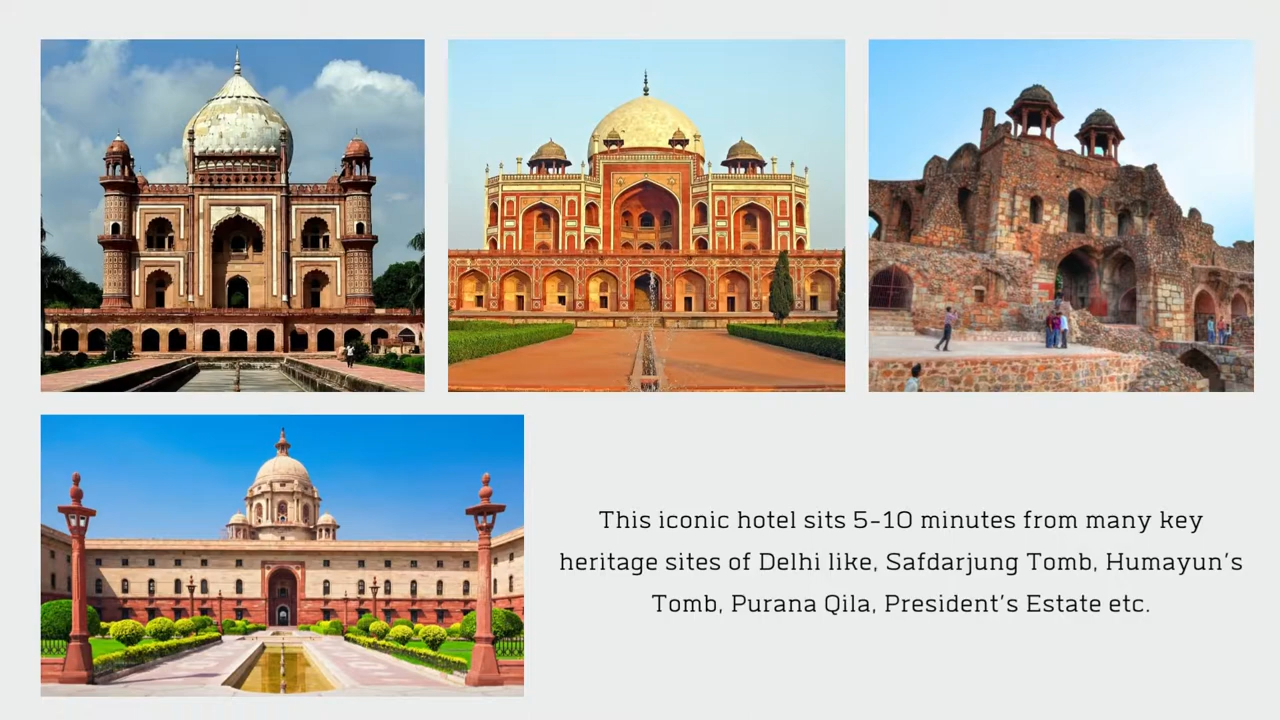 This iconic hotel sits 5-10 minutes from many key
heritage sites of Delhi like, Safdarjung Tomb, Humayun's
Tomb, Purana Qila, President's Estate etc.